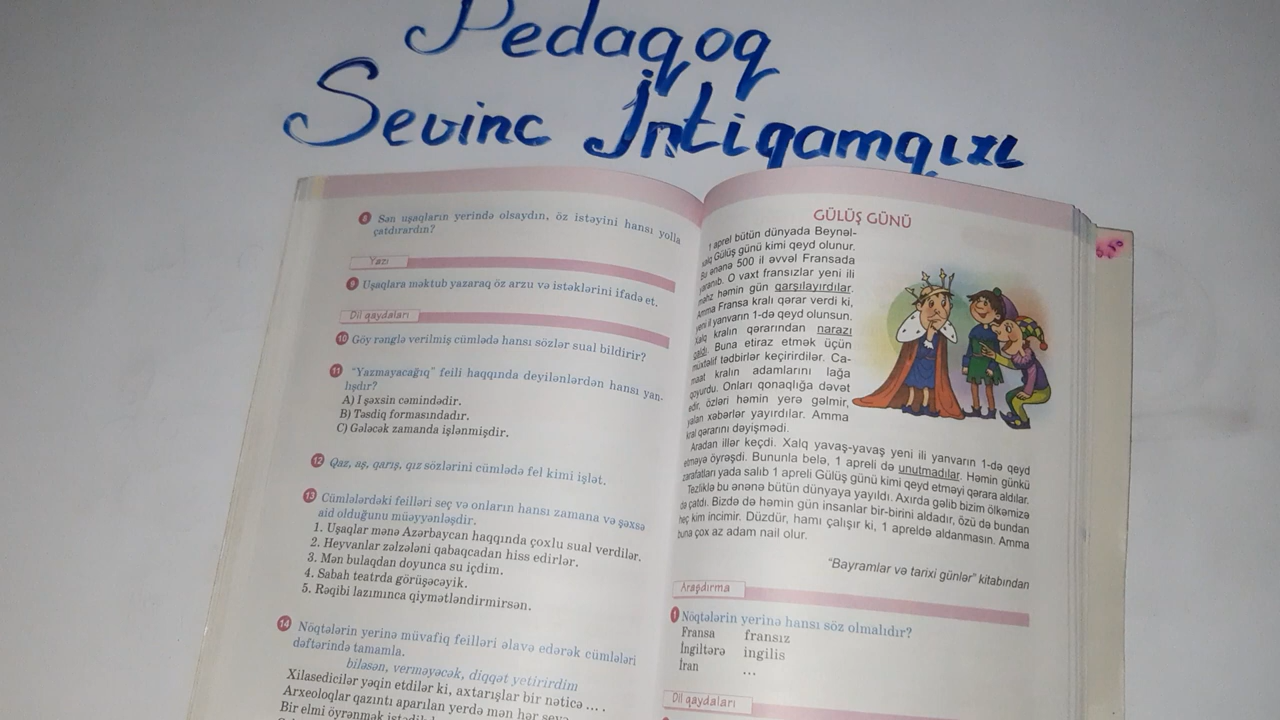 Pedaqoq
Sevinc İntiqamqızı
8 Sən uşaqların yerində olsaydın, öz istəyini hansı yolla
çatdırardın?
Yazı
9 Uşaqlara məktub yazaraq öz arzu və istəklərini ifadə et.
Dil qaydaları
10 Göy rənglə verilmiş cümlədə hansı sözlər sual bildirir?
11 “Yazmayacağıq” feili haqqında deyilənlərdən hansı yan-
lışdır?
A) I şəxsin cəmindədir.
B) Təsdiq formasındadır.
C) Gələcək zamanda işlənmişdir.
12 Qaz, aş, qarış, qız sözlərini cümlədə fel kimi işlət.
13 Cümlələrdəki feilləri seç və onların hansı zamana və şəxsə
aid olduğunu müəyyənləşdir.
1. Uşaqlar mənə Azərbaycan haqqında çoxlu sual verdilər.
2. Heyvanlar zəlzələni qabaqcadan hiss edirlər.
3. Mən bulaqdan doyunca su içdim.
4. Sabah teatrda görüşəcəyik.
5. Rəqibi lazımınca qiymətləndirmirsən.
14 Nöqtələrin yerinə müvafiq feilləri əlavə edərək cümlələri
dəftərində tamamla.
biləsən, verməyəcək, diqqət yetirirdim
Xilasedicilər yəqin etdilər ki, axtarışlar bir nəticə ... .
Arxeoloqlar qazıntı aparılan yerdə mən hər
Bir elmi öyrənmək
GÜLÜŞ GÜNÜ
1 aprel bütün dünyada Beynəl-
xalq Gülüş günü kimi qeyd olunur.
Bu ənənə 500 il əvvəl Fransada
yaranıb. O vaxt fransızlar yeni ili
məhz həmin gün qarşılayırdılar.
Amma Fransa kralı qərar verdi ki,
yeni il yanvarın 1-də qeyd olunsun.
Xalq kralın qərarından narazı
qaldı. Buna etiraz etmək üçün
müxtəlif tədbirlər keçirirdilər. Ca-
maat kralın adamlarını lağa
qoyurdu. Onları qonaqlığa dəvət
edir, özləri həmin yerə gəlmir,
yalan xəbərlər yayırdılar. Amma
kral qərarını dəyişmədi.
Aradan illər keçdi. Xalq yavaş-yavaş yeni ili yanvarın 1-də qeyd
etməyə öyrəşdi. Bununla belə, 1 apreli də unutmadılar. Həmin günkü
zarafatları yada salıb 1 apreli Gülüş günü kimi qeyd etməyi qərara aldılar.
Tezliklə bu ənənə bütün dünyaya yayıldı. Axırda gəlib bizim ölkəmizə
də çatdı. Bizdə də həmin gün insanlar bir-birini aldadır, özü də bundan
heç kim incimir. Düzdür, hamı çalışır ki, 1 apreldə aldanmasın. Amma
buna çox az adam nail olur.
“Bayramlar və tarixi günlər” kitabından
Araşdırma
1 Nöqtələrin yerinə hansı söz olmalıdır?
Fransa fransız
İngiltərə ingilis
İran ...
Dil qaydaları